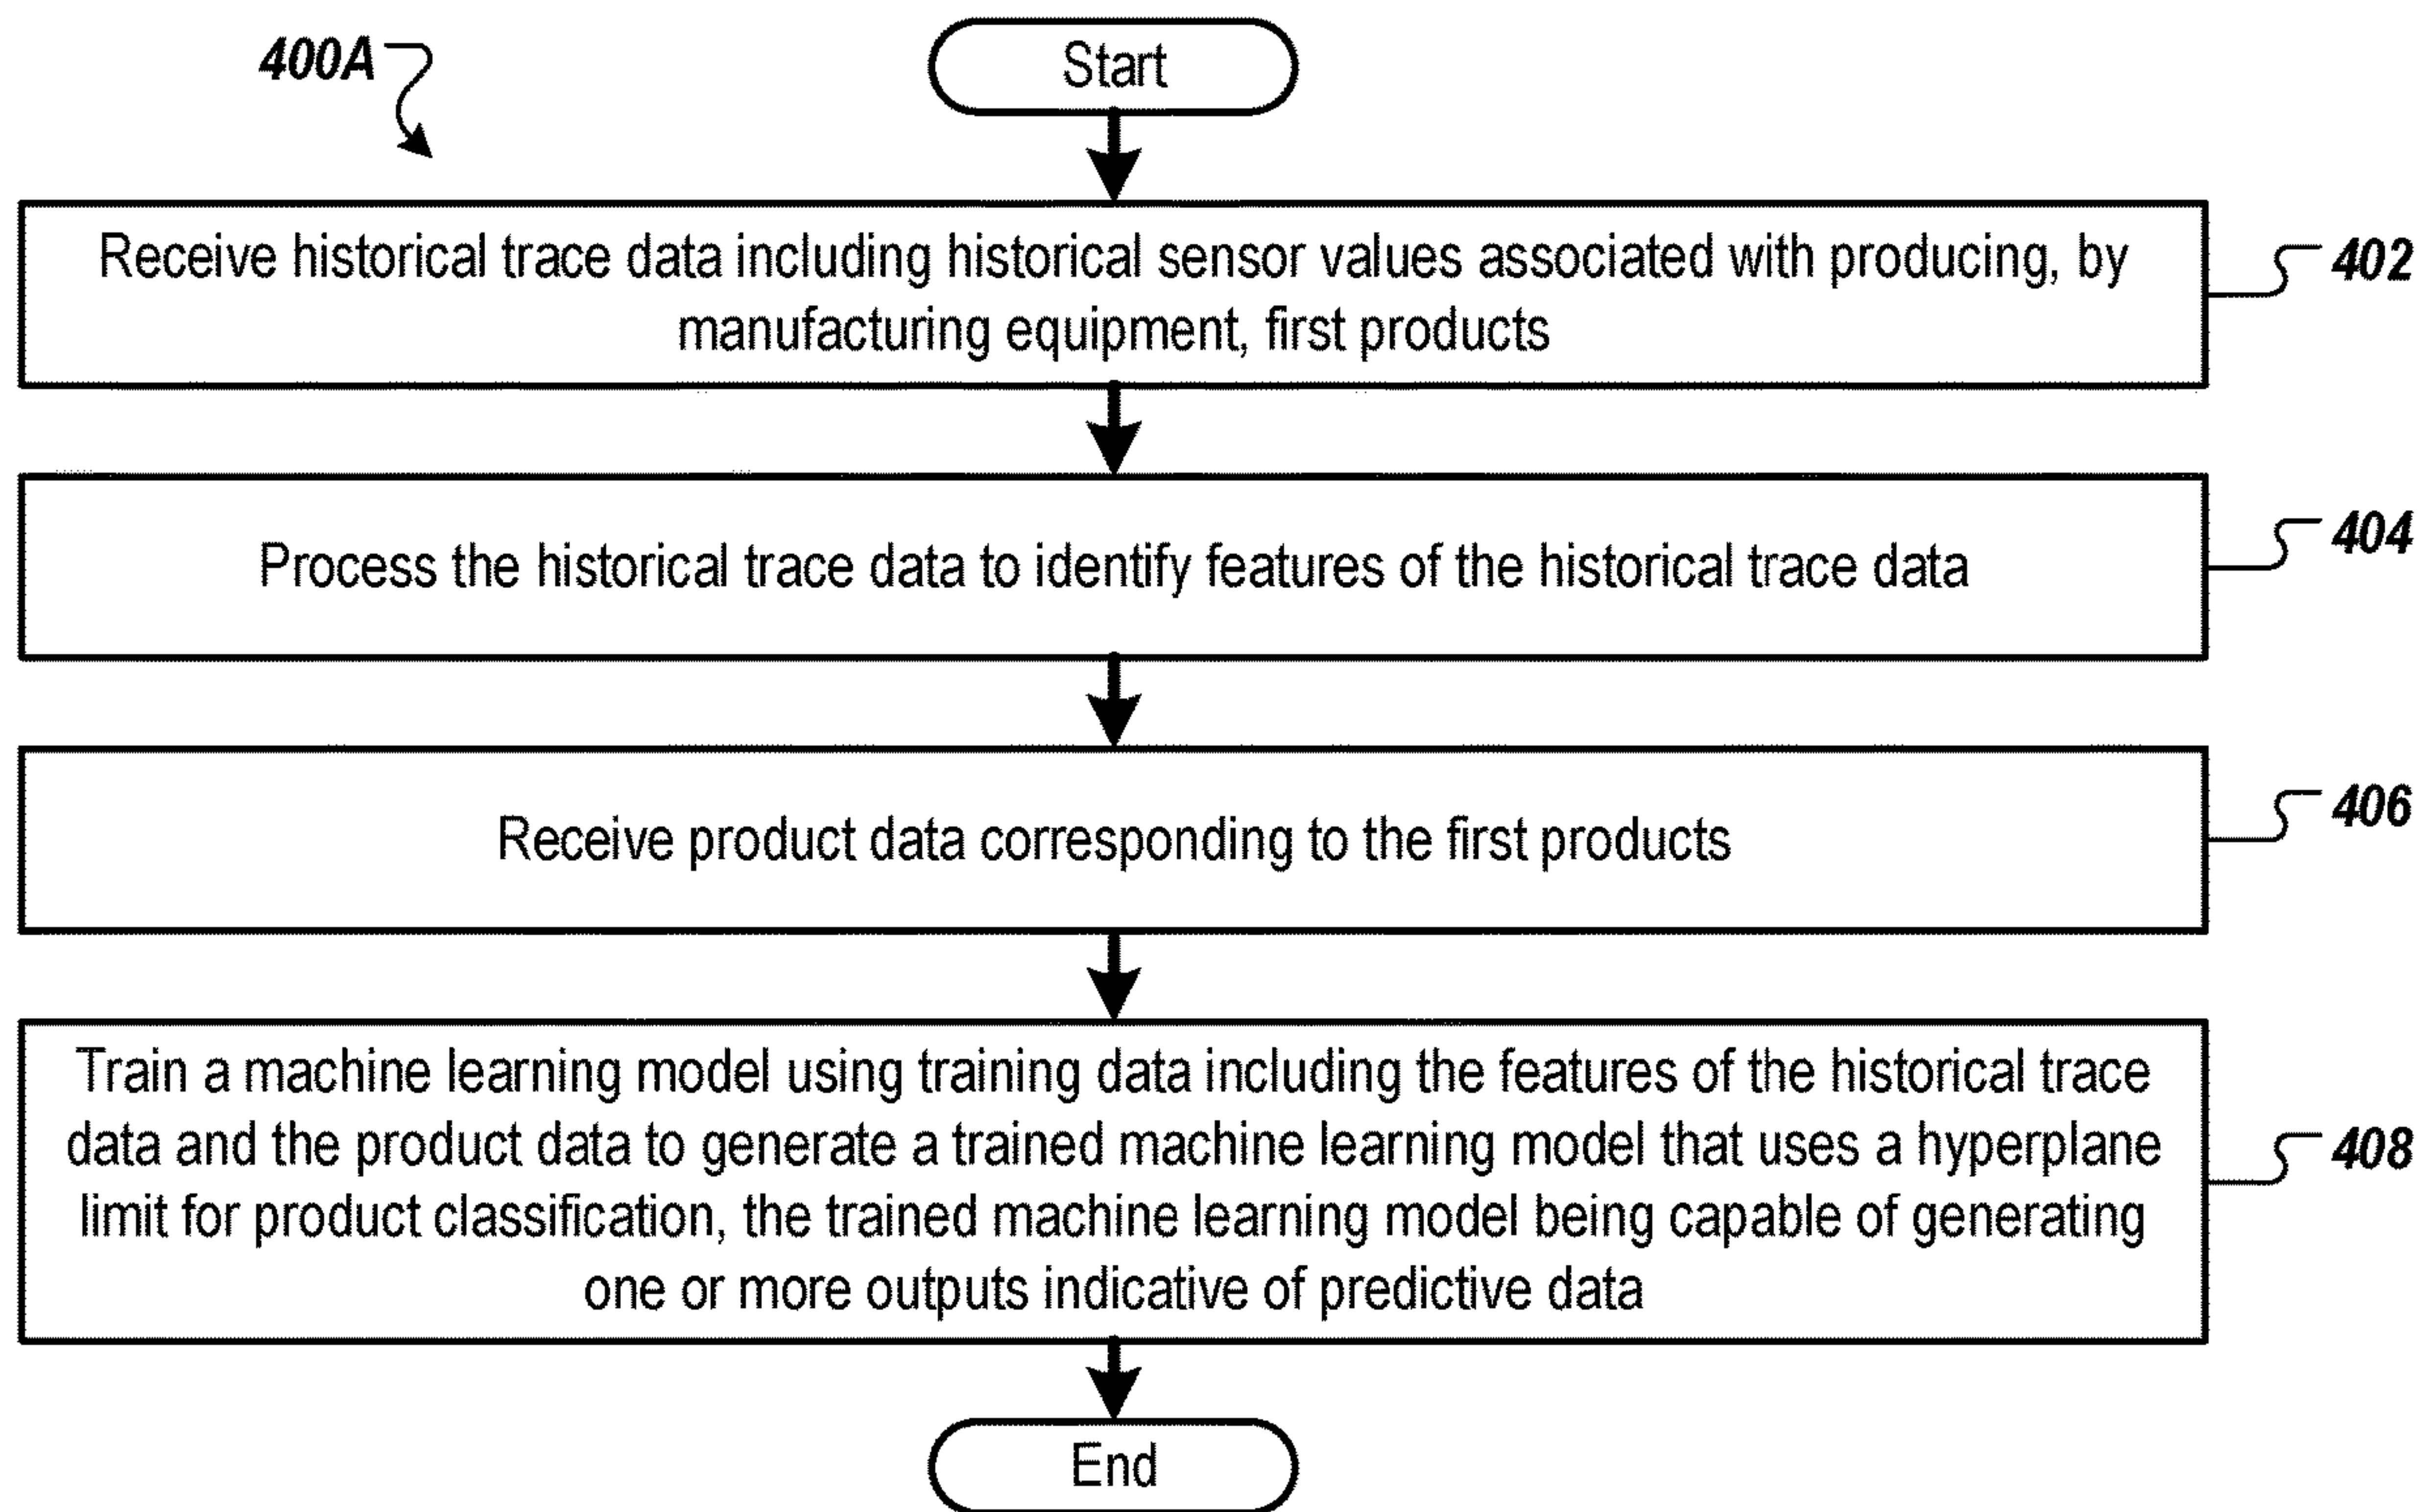 400A
Start
Receive historical trace data including historical sensor values associated with producing, by
manufacturing equipment, first products
402
Process the historical trace data to identify features of the historical trace data
404
Receive product data corresponding to the first products
406
Train a machine learning model using training data including the features of the historical trace
data and the product data to generate a trained machine learning model that uses a hyperplane
limit for product classification, the trained machine learning model being capable of generating
one or more outputs indicative of predictive data
408
End